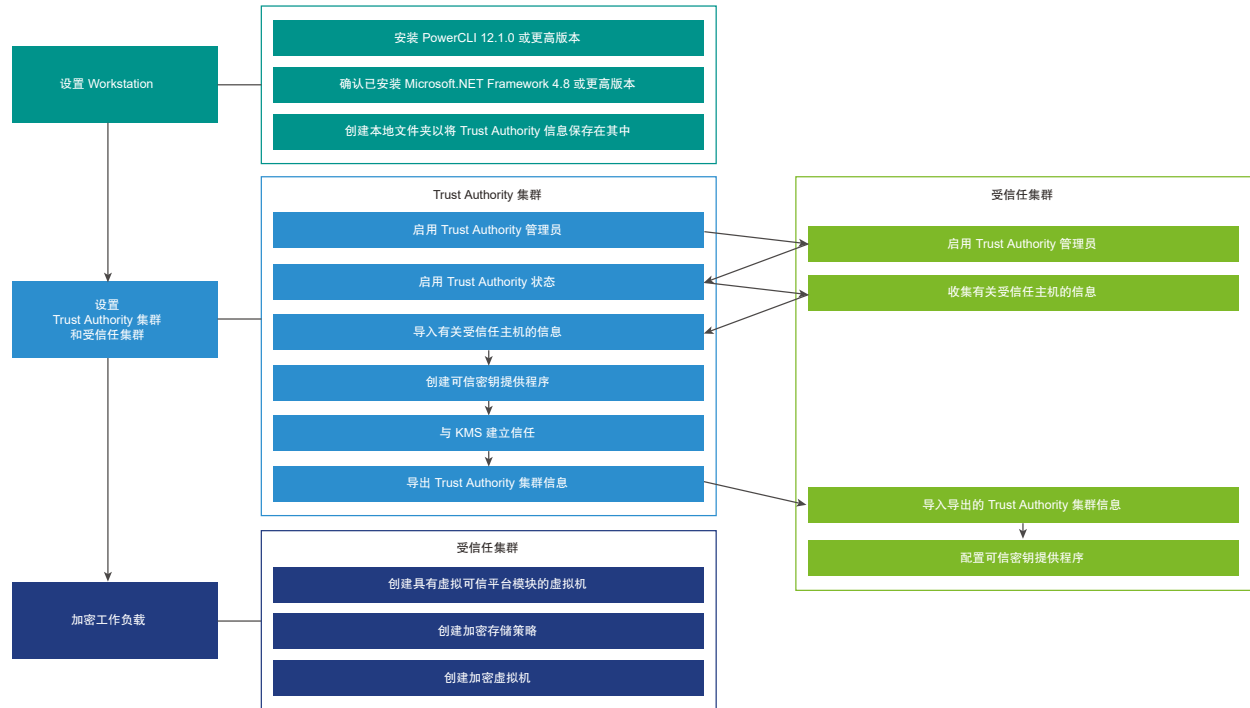 设置 Workstation
安装 PowerCLI 12.1.0 或更高版本
确认已安装 Microsoft.NET Framework 4.8 或更高版本
创建本地文件夹以将 Trust Authority 信息保存在其中
设置
Trust Authority 集群
和受信任集群
Trust Authority 集群
启用 Trust Authority 管理员
启用 Trust Authority 状态
导入有关受信任主机的信息
创建可信密钥提供程序
与 KMS 建立信任
导出 Trust Authority 集群信息
受信任集群
启用 Trust Authority 管理员
收集有关受信任主机的信息
导入导出的 Trust Authority 集群信息
配置可信密钥提供程序
加密工作负载
受信任集群
创建具有虚拟可信平台模块的虚拟机
创建加密存储策略
创建加密虚拟机